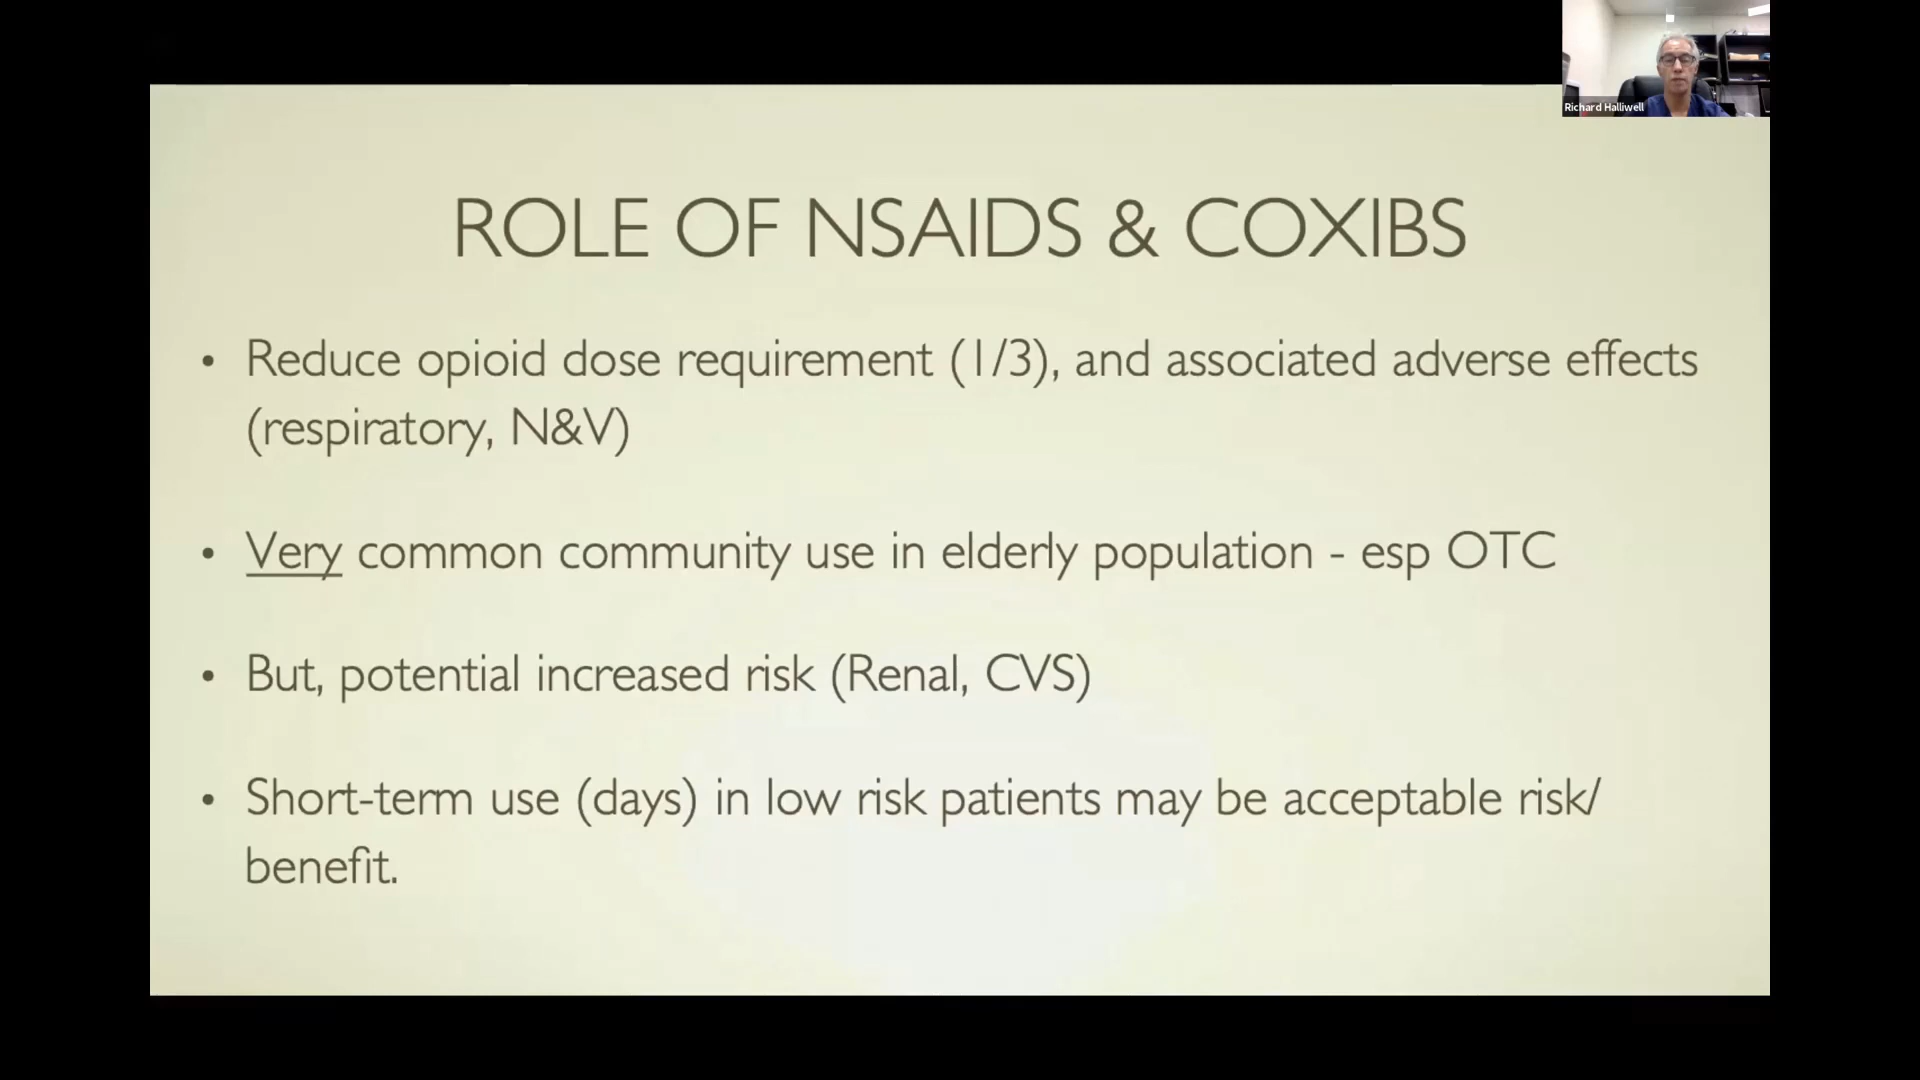 Richard Halliwell
ROLE OF NSAIDS & COXIBS
• Reduce opioid dose requirement (1/3), and associated adverse effects
(respiratory, N&V)
• Very common community use in elderly population - esp OTC
• But, potential increased risk (Renal, CVS)
• Short-term use (days) in low risk patients may be acceptable risk/
benefit.